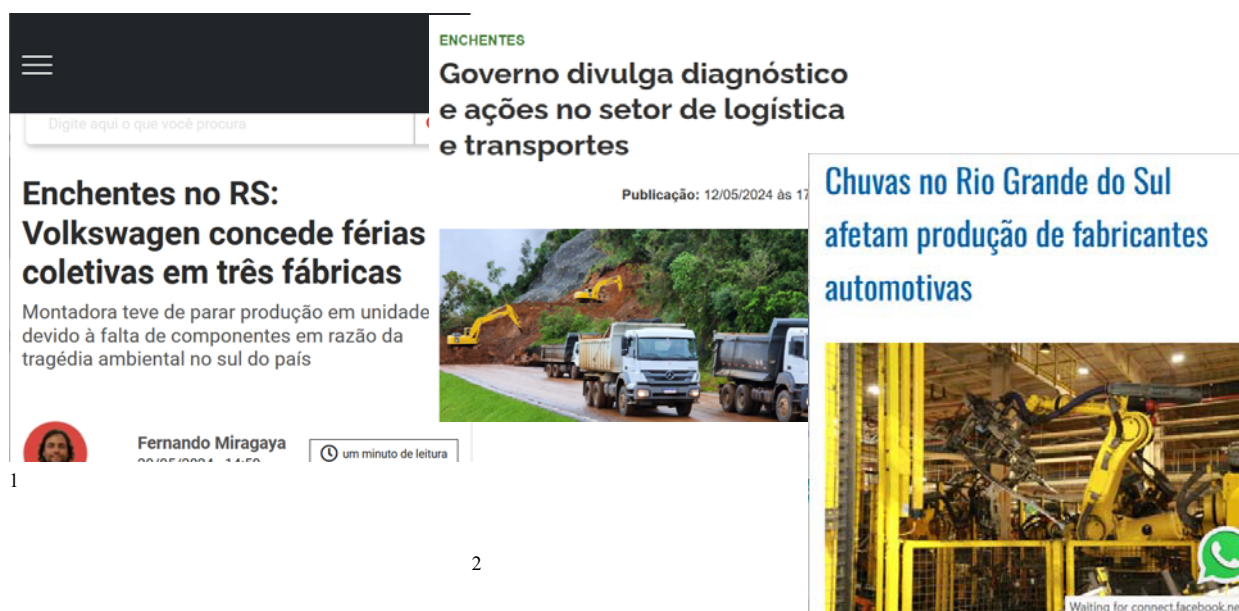 Digite aqui o que você procura
Enchentes no RS:
Volkswagen concede férias
coletivas em três fábricas
Montadora teve de parar produção em unidade
devido à falta de componentes em razão da
tragédia ambiental no sul do país
Fernando Miragaya
um minuto de leitura
1
ENCHENTES
Governo divulga diagnóstico
e ações no setor de logística
e transportes
Publicação: 12/05/2024 às 17
2
Chuvas no Rio Grande do Sul
afetam produção de fabricantes
automotivas
Waiting for connect.facebook.ne